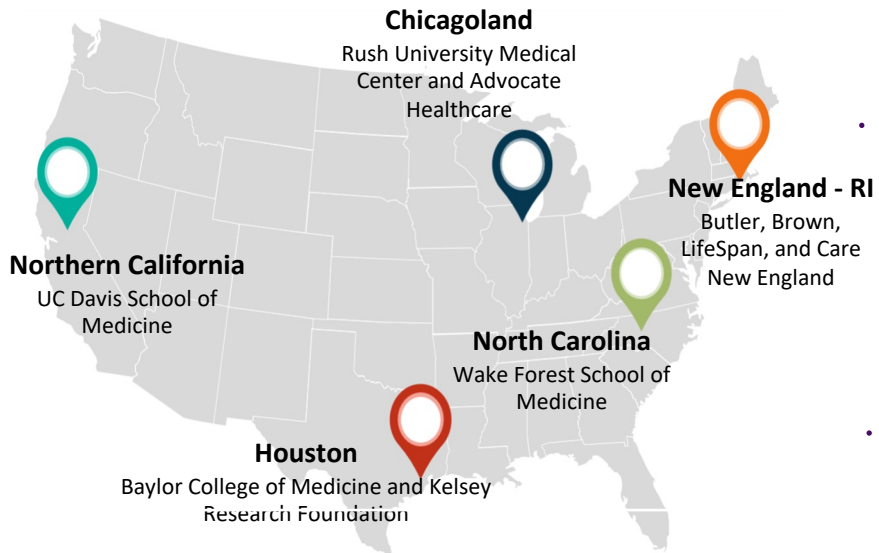 Chicagoland
Rush University Medical
Center and Advocate
Healthcare
New England - RI
Butler, Brown,
LifeSpan, and Care
New England
Northern California
UC Davis School of
Medicine
North Carolina
Wake Forest School of
Medicine
Houston
Baylor College of Medicine and Kelsey
Research Foundation